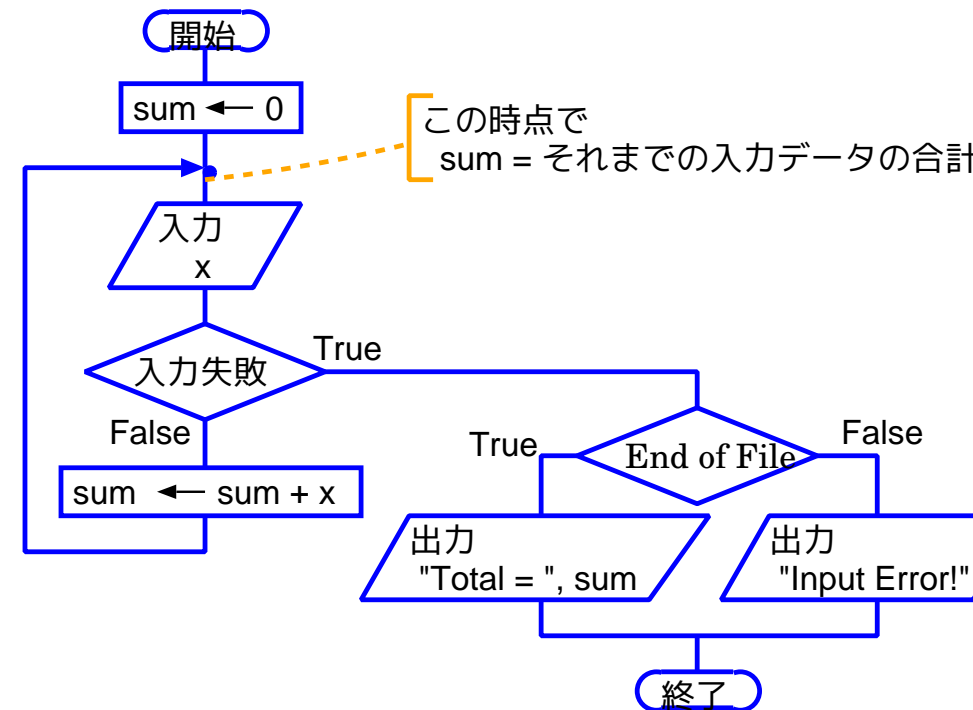 開始
sum ← 0
この時点で
sum = それまでの入力データの合計
入力
x
入力失敗
True
False
sum ← sum + x
True
End of File
False
出力
"Total = ", sum
出力
"Input Error!"
終了